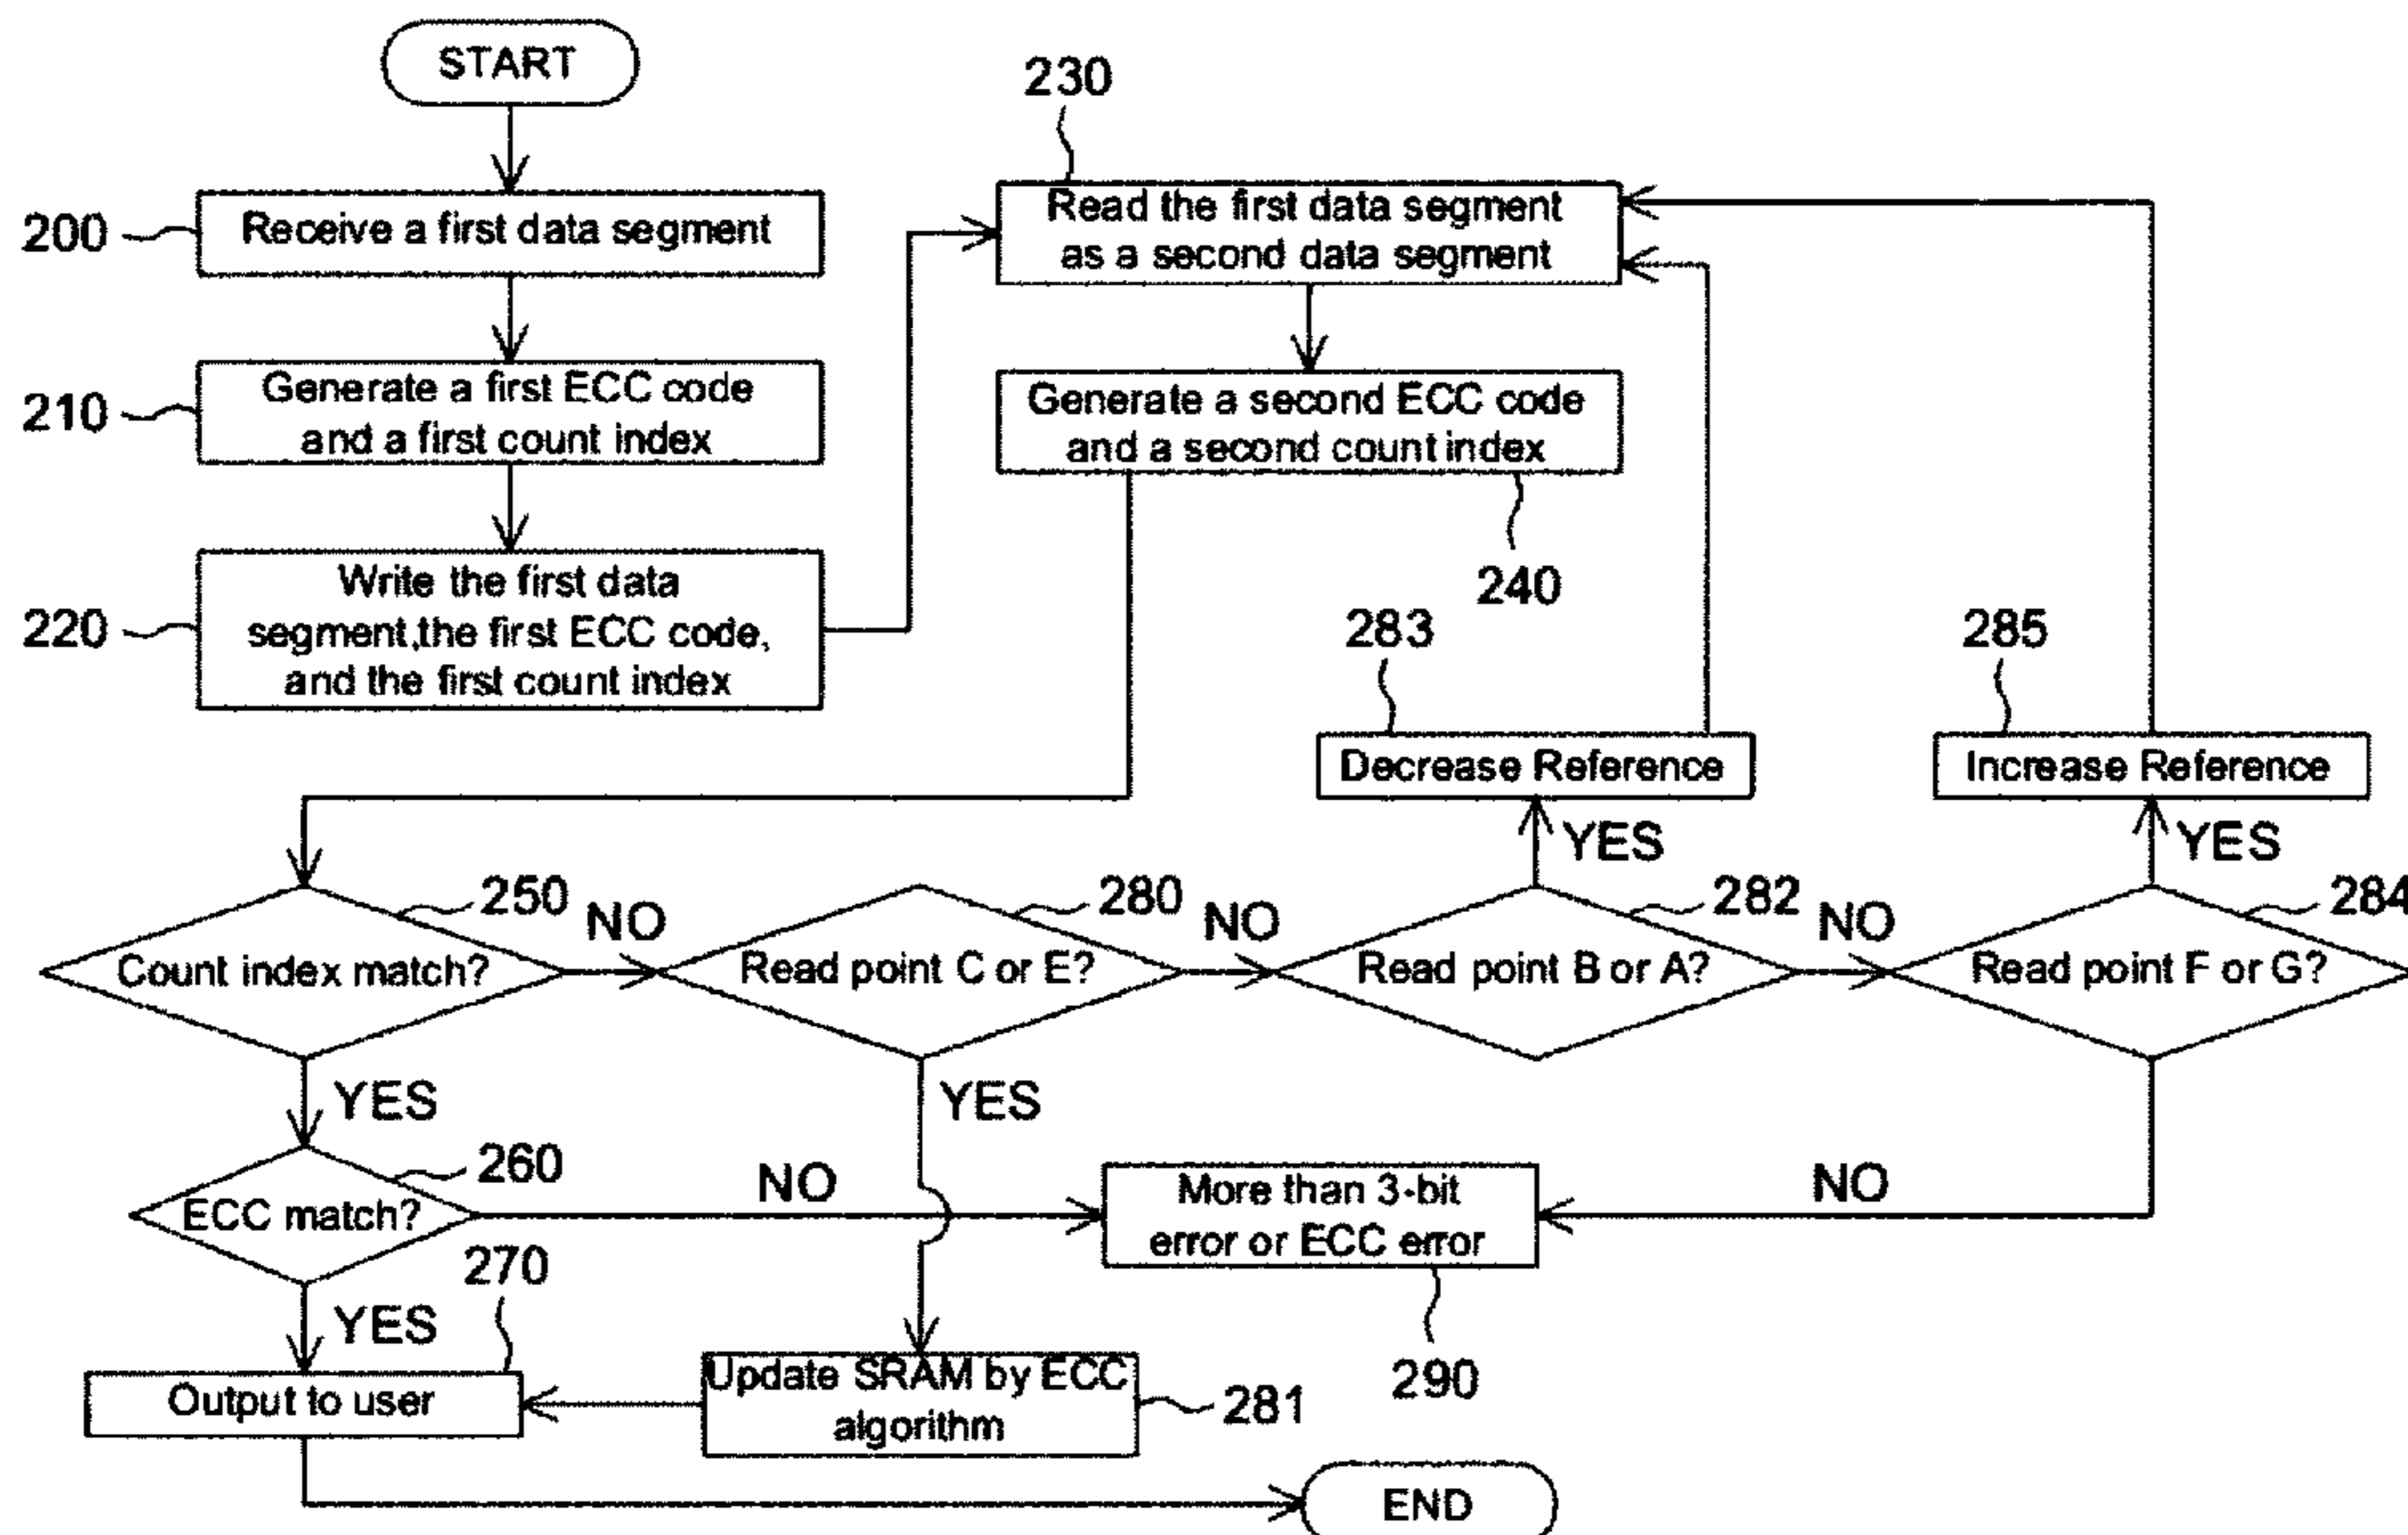 START
230
200
Receive a first data segment
Read the first data segment
as a second data segment
210
Generate a first ECC code
and a first count index
Generate a second ECC code
and a second count index
240
220
Write the first data
segment,the first ECC code,
and the first count index
283
285
Decrease Reference
Increase Reference
YES
YES
250
NO
280
NO
282
NO
284
Count index match?
Read point C or E?
Read point B or A?
Read point F or G?
YES
YES
260
NO
NO
ECC match?
More than 3-bit
error or ECC error
270
YES
290
Output to user
Update SRAM by ECC
algorithm
281
END